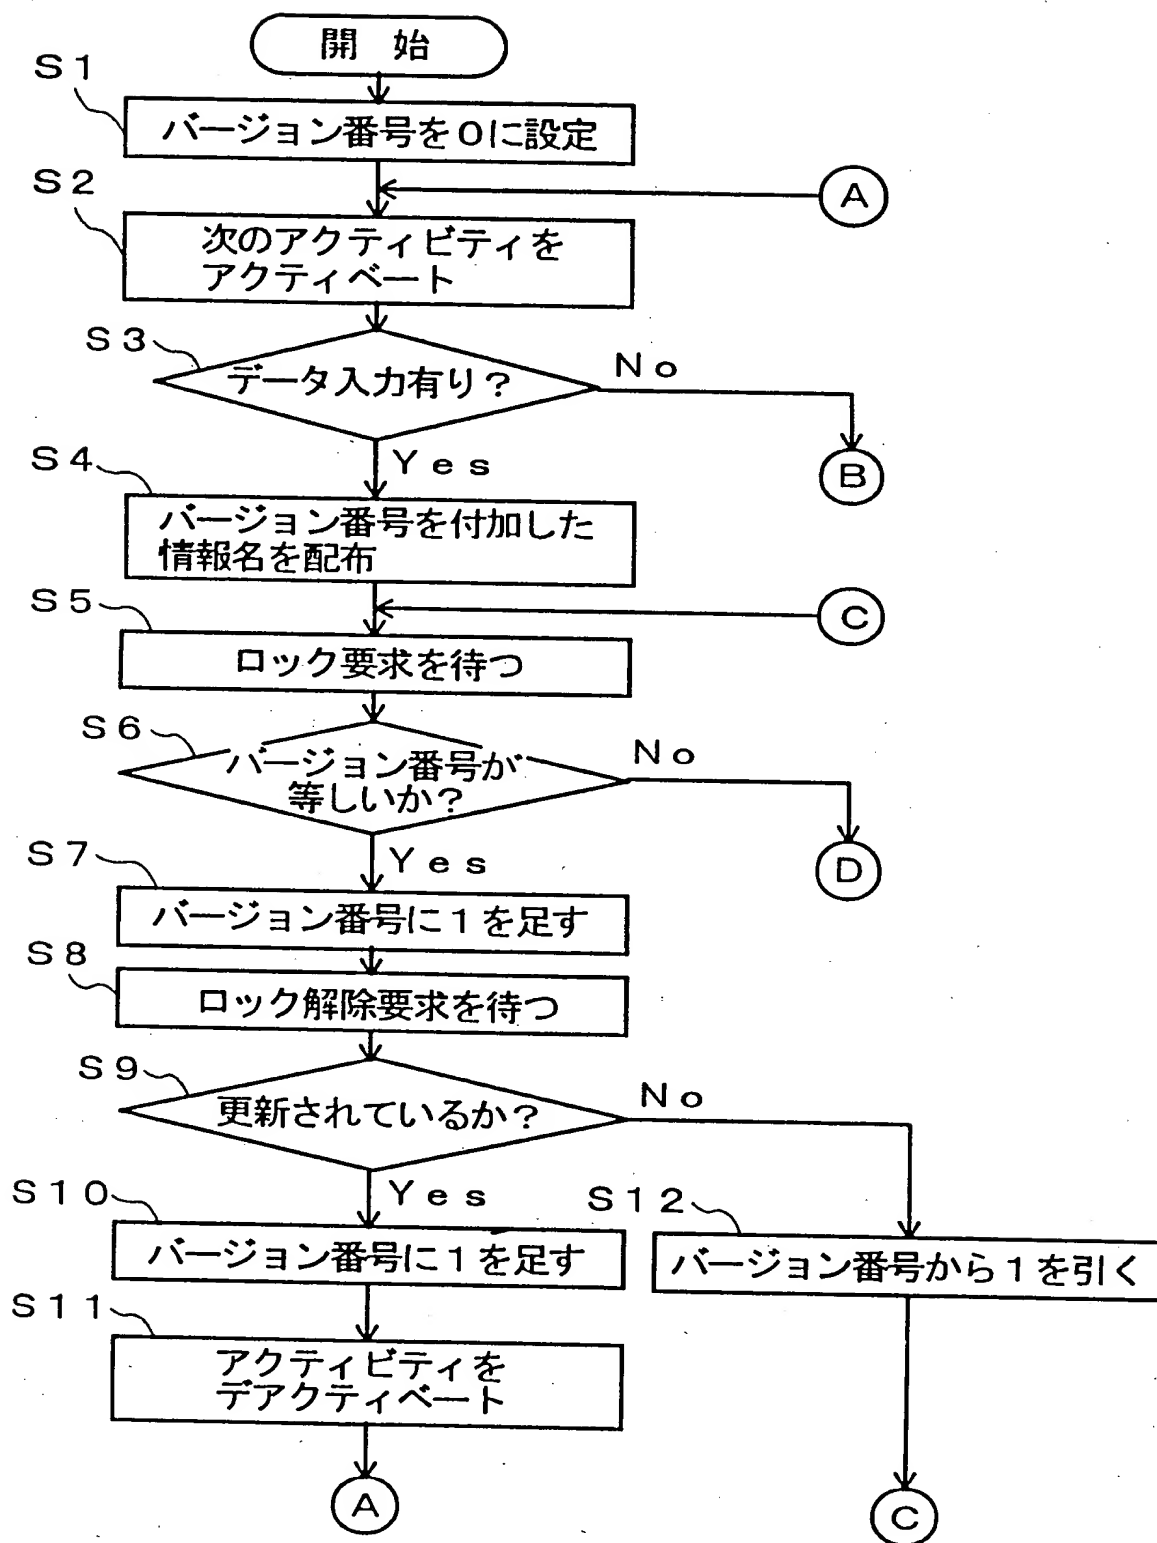 開 始
S1
バージョン番号を0に設定
S2
A
次のアクティビティを
アクティベート
S3
データ入力有り?
No
B
Yes
S4
バージョン番号を付加した
情報名を配布
S5
C
ロック要求を待つ
S6
バージョン番号が
等しいか?
No
D
Yes
S7
バージョン番号に1を足す
S8
ロック解除要求を待つ
S9
更新されているか?
No
Yes
S10
バージョン番号に1を足す
S12
バージョン番号から1を引く
S11
アクティビティを
デアクティベート
A
C